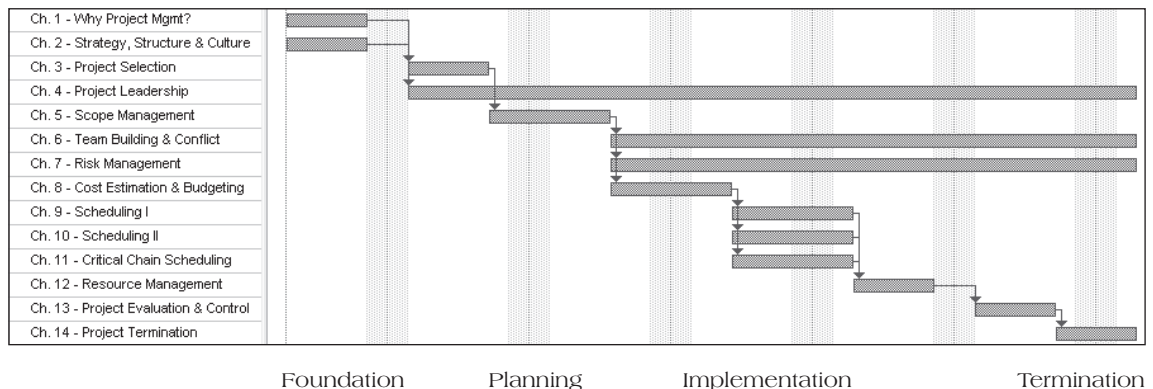 Ch. 1 - Why Project Mgmt?
Ch. 2 - Strategy, Structure & Culture
Ch. 3 - Project Selection
Ch. 4 - Project Leadership
Ch. 5 - Scope Management
Ch. 6 - Team Building & Conflict
Ch. 7 - Risk Management
Ch. 8 - Cost Estimation & Budgeting
Ch. 9 - Scheduling I
Ch. 10 - Scheduling II
Ch. 11 - Critical Chain Scheduling
Ch. 12 - Resource Management
Ch. 13 - Project Evaluation & Control
Ch. 14 - Project Termination
Foundation Planning Implementation Termination